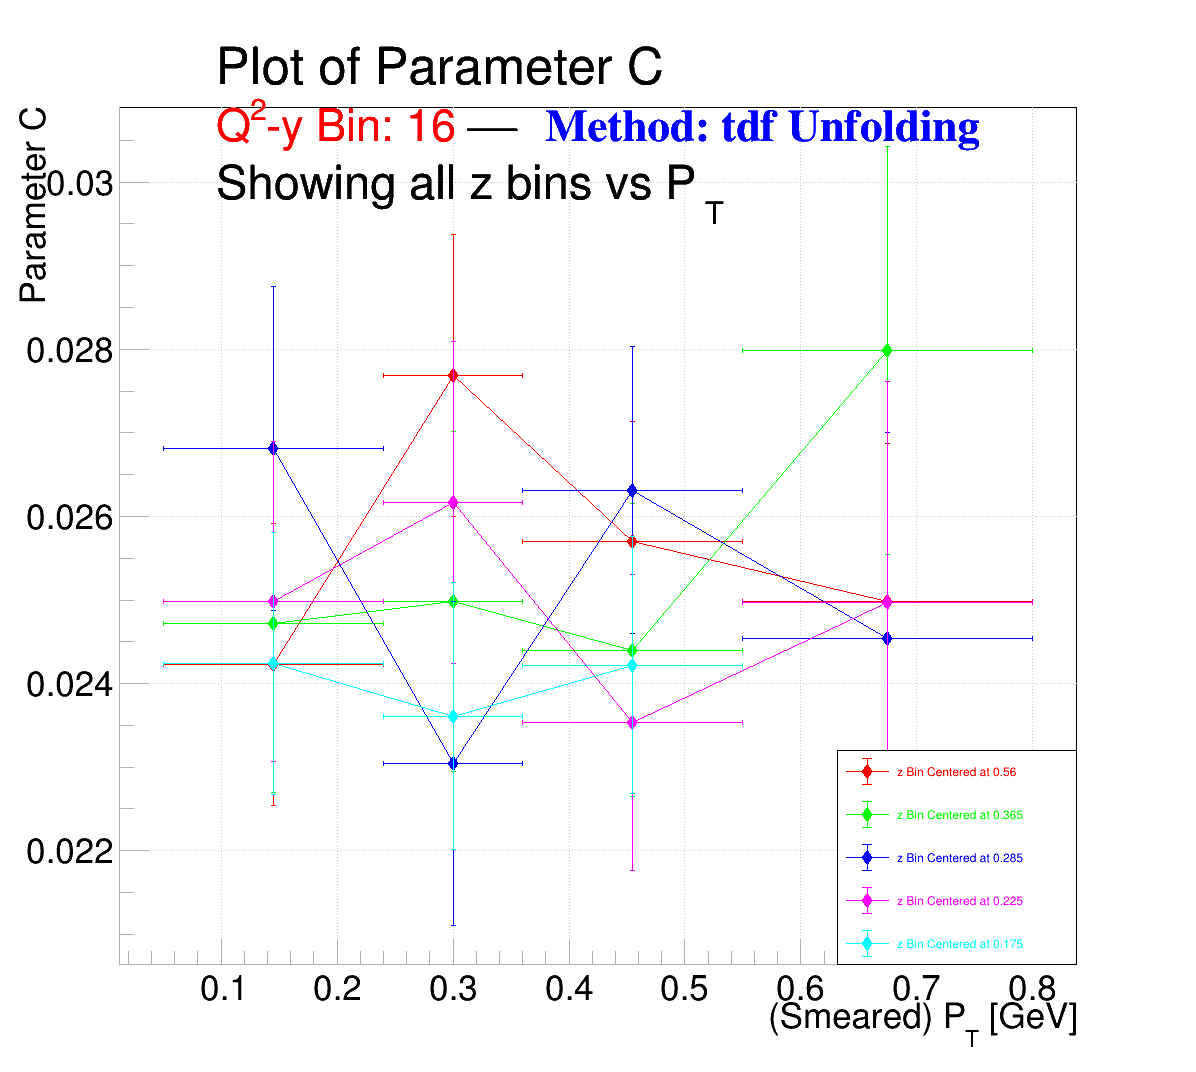 Plot of Parameter C
Q²-y Bin: 16 — Method: tdf Unfolding
Showing all z bins vs P_T
Parameter C
0.03
0.028
0.026
0.024
0.022
z Bin Centered at 0.56
z Bin Centered at 0.365
z Bin Centered at 0.285
z Bin Centered at 0.225
z Bin Centered at 0.175
0.1 0.2 0.3 0.4 0.5 0.6 0.7 0.8
(Smeared) P_T [GeV]